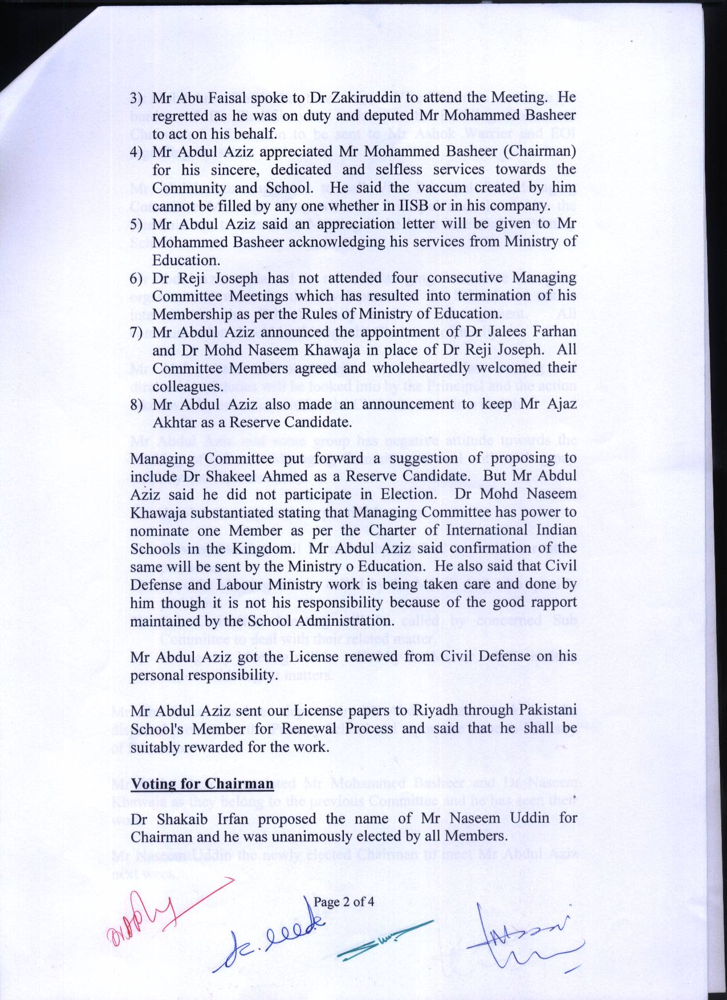 3) Mr Abu Faisal spoke to Dr Zakiruddin to attend the Meeting. He
regretted as he was on duty and deputed Mr Mohammed Basheer
to act on his behalf.
4) Mr Abdul Aziz appreciated Mr Mohammed Basheer (Chairman)
for his sincere, dedicated and selfless services towards the
Community and School. He said the vaccum created by him
cannot be filled by any one whether in IISB or in his company.
5) Mr Abdul Aziz said an appreciation letter will be given to Mr
Mohammed Basheer acknowledging his services from Ministry of
Education.
6) Dr Reji Joseph has not attended four consecutive Managing
Committee Meetings which has resulted into termination of his
Membership as per the Rules of Ministry of Education.
7) Mr Abdul Aziz announced the appointment of Dr Jalees Farhan
and Dr Mohd Naseem Khawaja in place of Dr Reji Joseph. All
Committee Members agreed and wholeheartedly welcomed their
colleagues.
8) Mr Abdul Aziz also made an announcement to keep Mr Ajaz
Akhtar as a Reserve Candidate.
Managing Committee put forward a suggestion of proposing to
include Dr Shakeel Ahmed as a Reserve Candidate. But Mr Abdul
Aziz said he did not participate in Election. Dr Mohd Naseem
Khawaja substantiated stating that Managing Committee has power to
nominate one Member as per the Charter of International Indian
Schools in the Kingdom. Mr Abdul Aziz said confirmation of the
same will be sent by the Ministry o Education. He also said that Civil
Defense and Labour Ministry work is being taken care and done by
him though it is not his responsibility because of the good rapport
maintained by the School Administration.
Mr Abdul Aziz got the License renewed from Civil Defense on his
personal responsibility.
Mr Abdul Aziz sent our License papers to Riyadh through Pakistani
School's Member for Renewal Process and said that he shall be
suitably rewarded for the work.
Voting for Chairman
Dr Shakaib Irfan proposed the name of Mr Naseem Uddin for
Chairman and he was unanimously elected by all Members.
Page 2 of 4